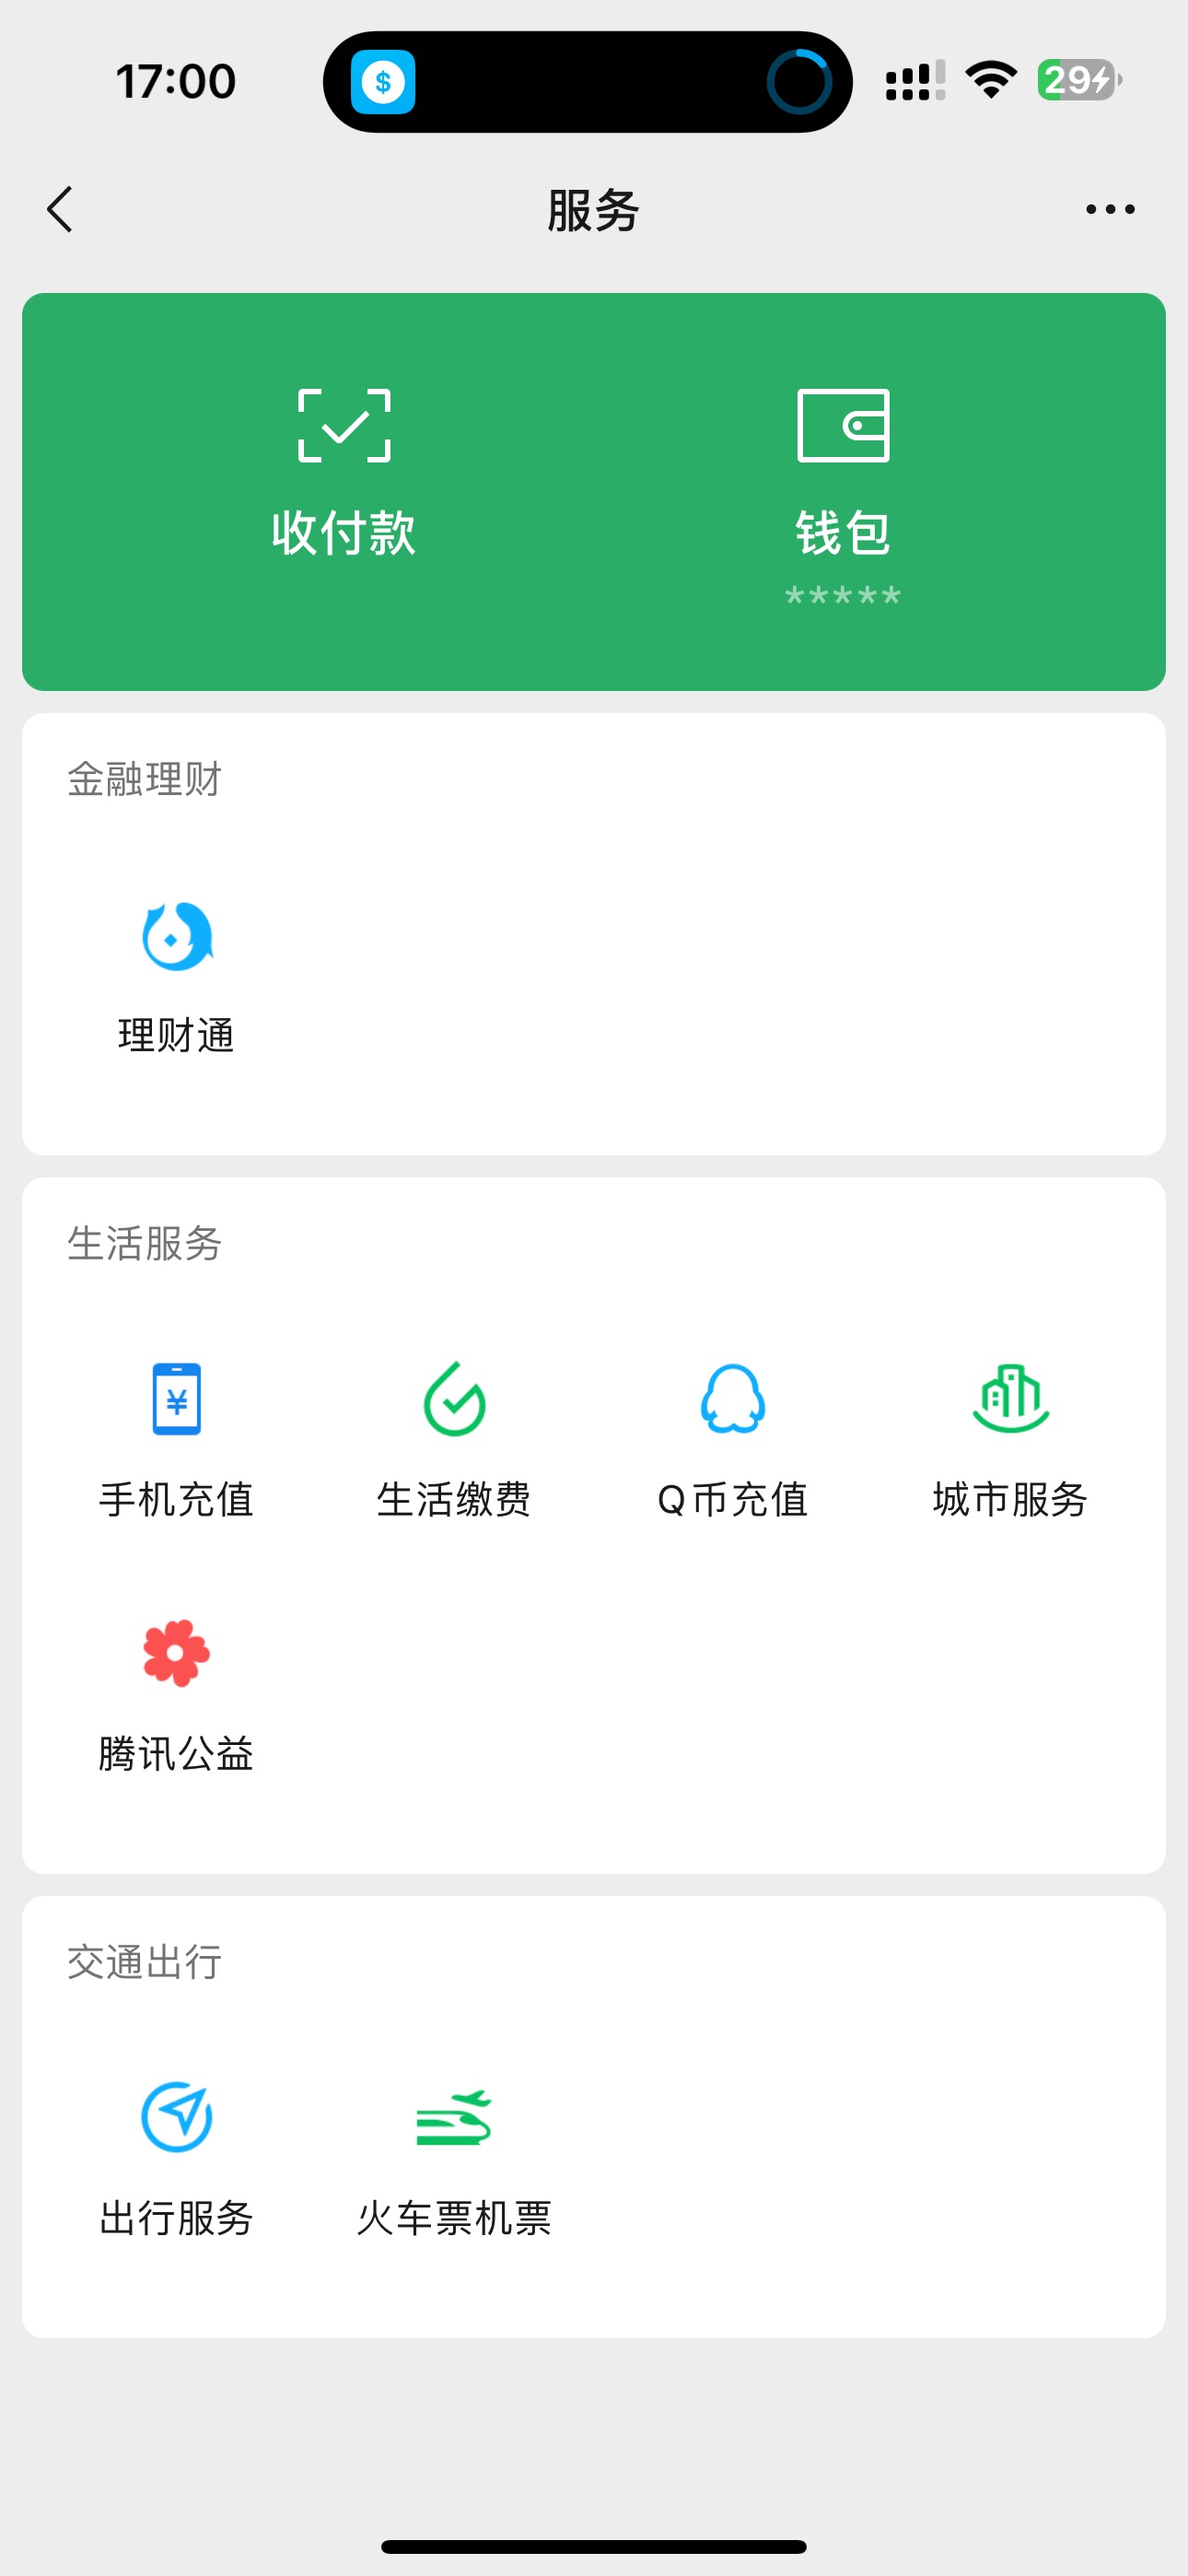 17:00
$
29
服务
收付款
钱包
*****
金融理财
理财通
生活服务
手机充值
生活缴费
Q币充值
城市服务
腾讯公益
交通出行
出行服务
火车票机票